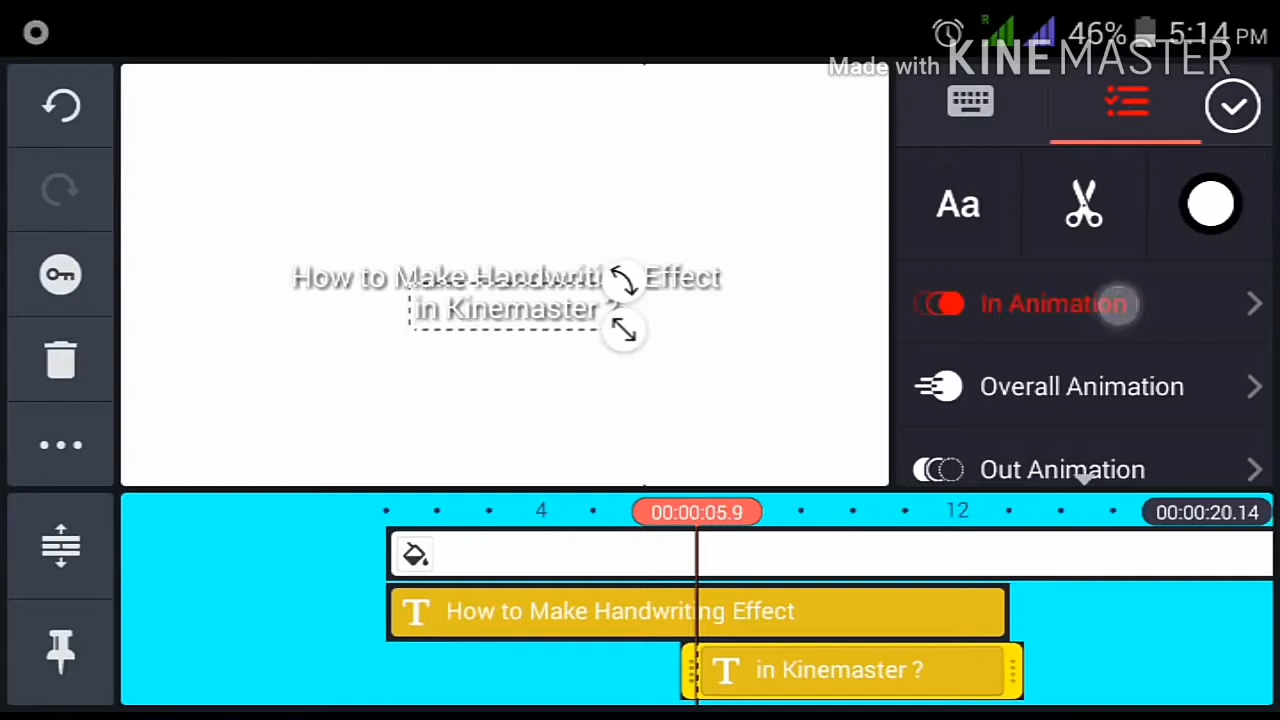 46% 5:14 PM
Made with KINEMASTER
Aa
How to Make Handwriting Effect
in Kinemaster ?
In Animation
Overall Animation
Out Animation
4
00:00:05.9
12
00:00:20.14
T How to Make Handwriting Effect
T in Kinemaster ?